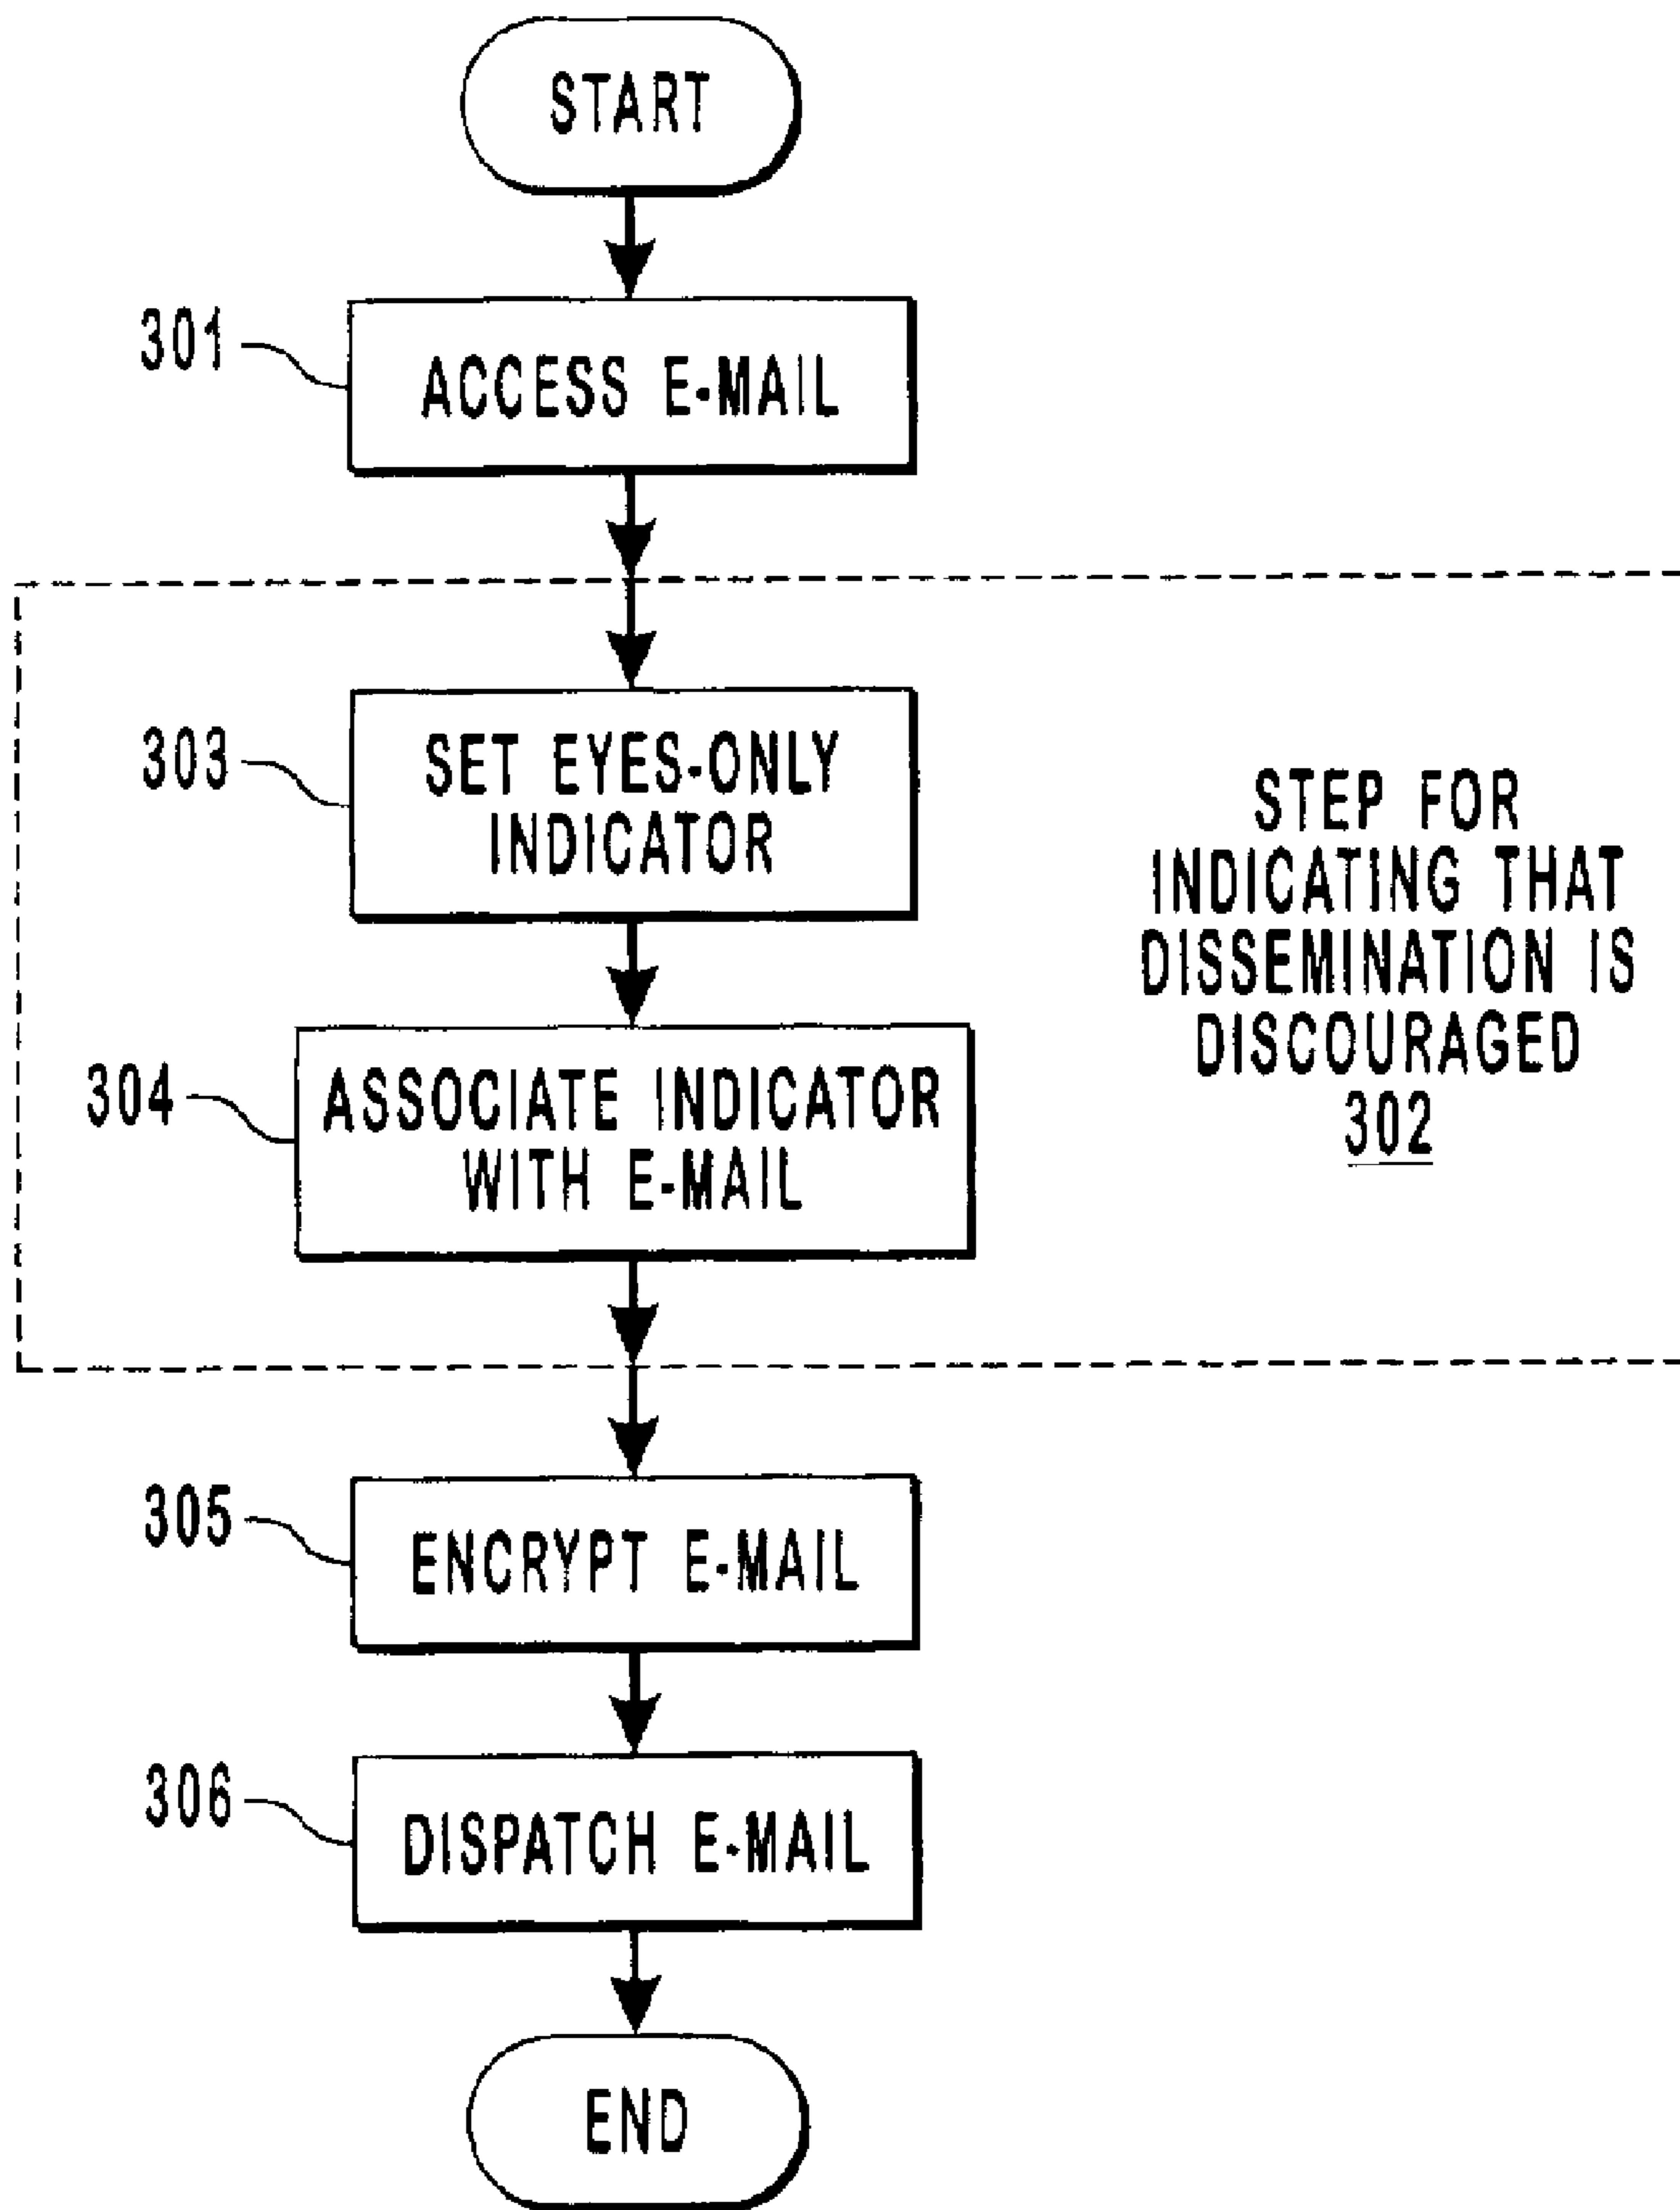 START
301
ACCESS E-MAIL
303
SET EYES-ONLY
INDICATOR
STEP FOR
INDICATING THAT
DISSEMINATION IS
DISCOURAGED
302
304
ASSOCIATE INDICATOR
WITH E-MAIL
305
ENCRYPT E-MAIL
306
DISPATCH E-MAIL
END